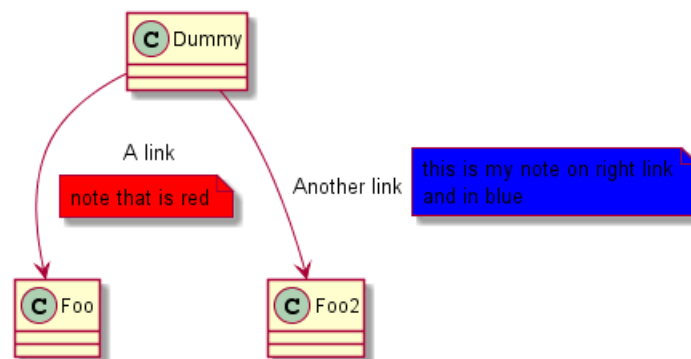 C Dummy
A link
note that is red
Another link
this is my note on right link
and in blue
C Foo
C Foo2